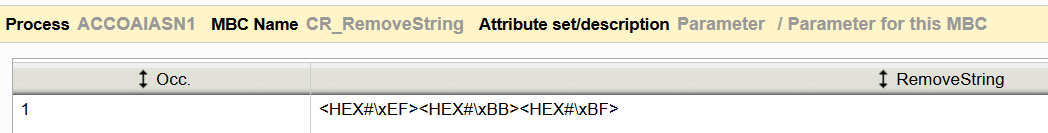 Process ACCOAIASN1 MBC Name CR_RemoveString Attribute set/description Parameter / Parameter for this MBC
Occ. RemoveString
1 <HEX#\xEF><HEX#\xBB><HEX#\xBF>